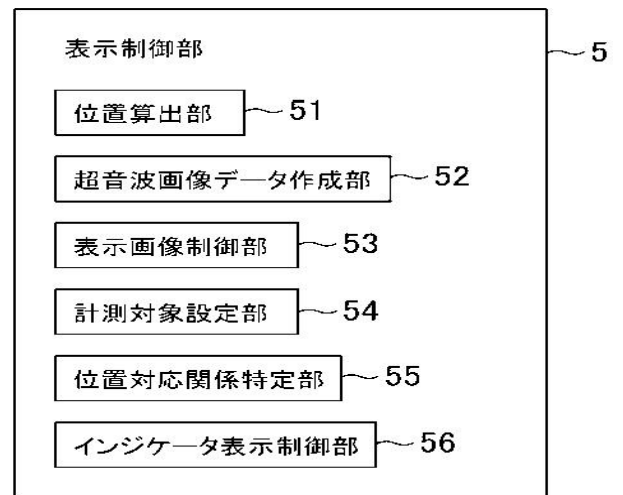 表示制御部
5
位置算出部 51
超音波画像データ作成部 52
表示画像制御部 53
計測対象設定部 54
位置対応関係特定部 55
インジケータ表示制御部 56